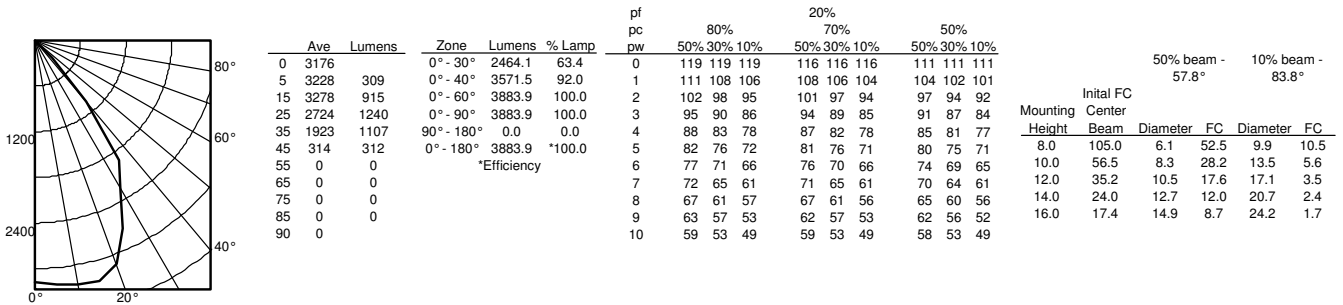 1200
2400
0°
20°
40°
60°
80°
Ave Lumens
0 3176
5 3228 309
15 3278 915
25 2724 1240
35 1923 1107
45 314 312
55 0 0
65 0 0
75 0 0
85 0 0
90 0
Zone Lumens % Lamp
0° - 30° 2464.1 63.4
0° - 40° 3571.5 92.0
0° - 60° 3883.9 100.0
0° - 90° 3883.9 100.0
90° - 180° 0.0 0.0
0° - 180° 3883.9 *100.0
*Efficiency
pf 20%
pc 80% 70% 50%
pw 50% 30% 10% 50% 30% 10% 50% 30% 10%
0 119 119 119 116 116 116 111 111 111
1 111 108 106 108 106 104 104 102 101
2 102 98 95 101 97 94 97 94 92
3 95 90 86 94 89 85 91 87 84
4 88 83 78 87 82 78 85 81 77
5 82 76 72 81 76 71 80 75 71
6 77 71 66 76 70 66 74 69 65
7 72 65 61 71 65 61 70 64 61
8 67 61 57 67 61 56 65 60 56
9 63 57 53 62 57 53 62 56 52
10 59 53 49 59 53 49 58 53 49
50% beam - 10% beam -
57.8° 83.8°
Inital FC
Mounting Center
Height Beam Diameter FC Diameter FC
8.0 105.0 6.1 52.5 9.9 10.5
10.0 56.5 8.3 28.2 13.5 5.6
12.0 35.2 10.5 17.6 17.1 3.5
14.0 24.0 12.7 12.0 20.7 2.4
16.0 17.4 14.9 8.7 24.2 1.7